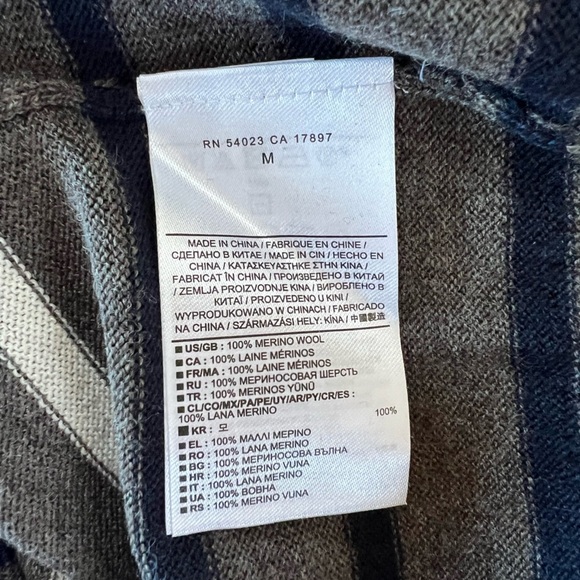 RN 54023 CA 17897
M
MADE IN CHINA / FABRIQUE EN CHINE /
СДЕЛАНО В КИТАЕ / MADE IN CIN / HECHO EN
CHINA / ΚΑΤΑΣΚΕΥΑΣΤΗΚΕ ΣΤΗΝ ΚΙΝΑ /
FABRICAT ÎN CHINA / ПРОИЗВЕДЕНО В КИТАЙ
/ ZEMLJA PROIZVODNJE KINA / ВИРОБЛЕНО В
КИТАЇ / PROIZVEDENO U KINI /
WYPRODUKOWANO W CHINACH / FABRICADO
NA CHINA / SZÁRMAZÁSI HELY: KÍNA / 中國製造
US/GB : 100% MERINO WOOL
CA : 100% LAINE MÉRINOS
FR/MA : 100% LAINE MÉRINOS
RU : 100% МЕРИНОСОВАЯ ШЕРСТЬ
TR : 100% MERINOS YÜNÜ
CL/CO/MX/PA/PE/UY/AR/PY/CR/ES :
100% LANA MERINO
KR : 모 100%
EL : 100% ΜΑΛΛΙ ΜΕΡΙΝΟ
RO : 100% LANA MERINO
BG : 100% МЕРИНОСОВА ВЪЛНА
HR : 100% MERINO VUNA
IT : 100% LANA MERINO
UA : 100% ВОВНА
RS : 100% MERINO VUNA